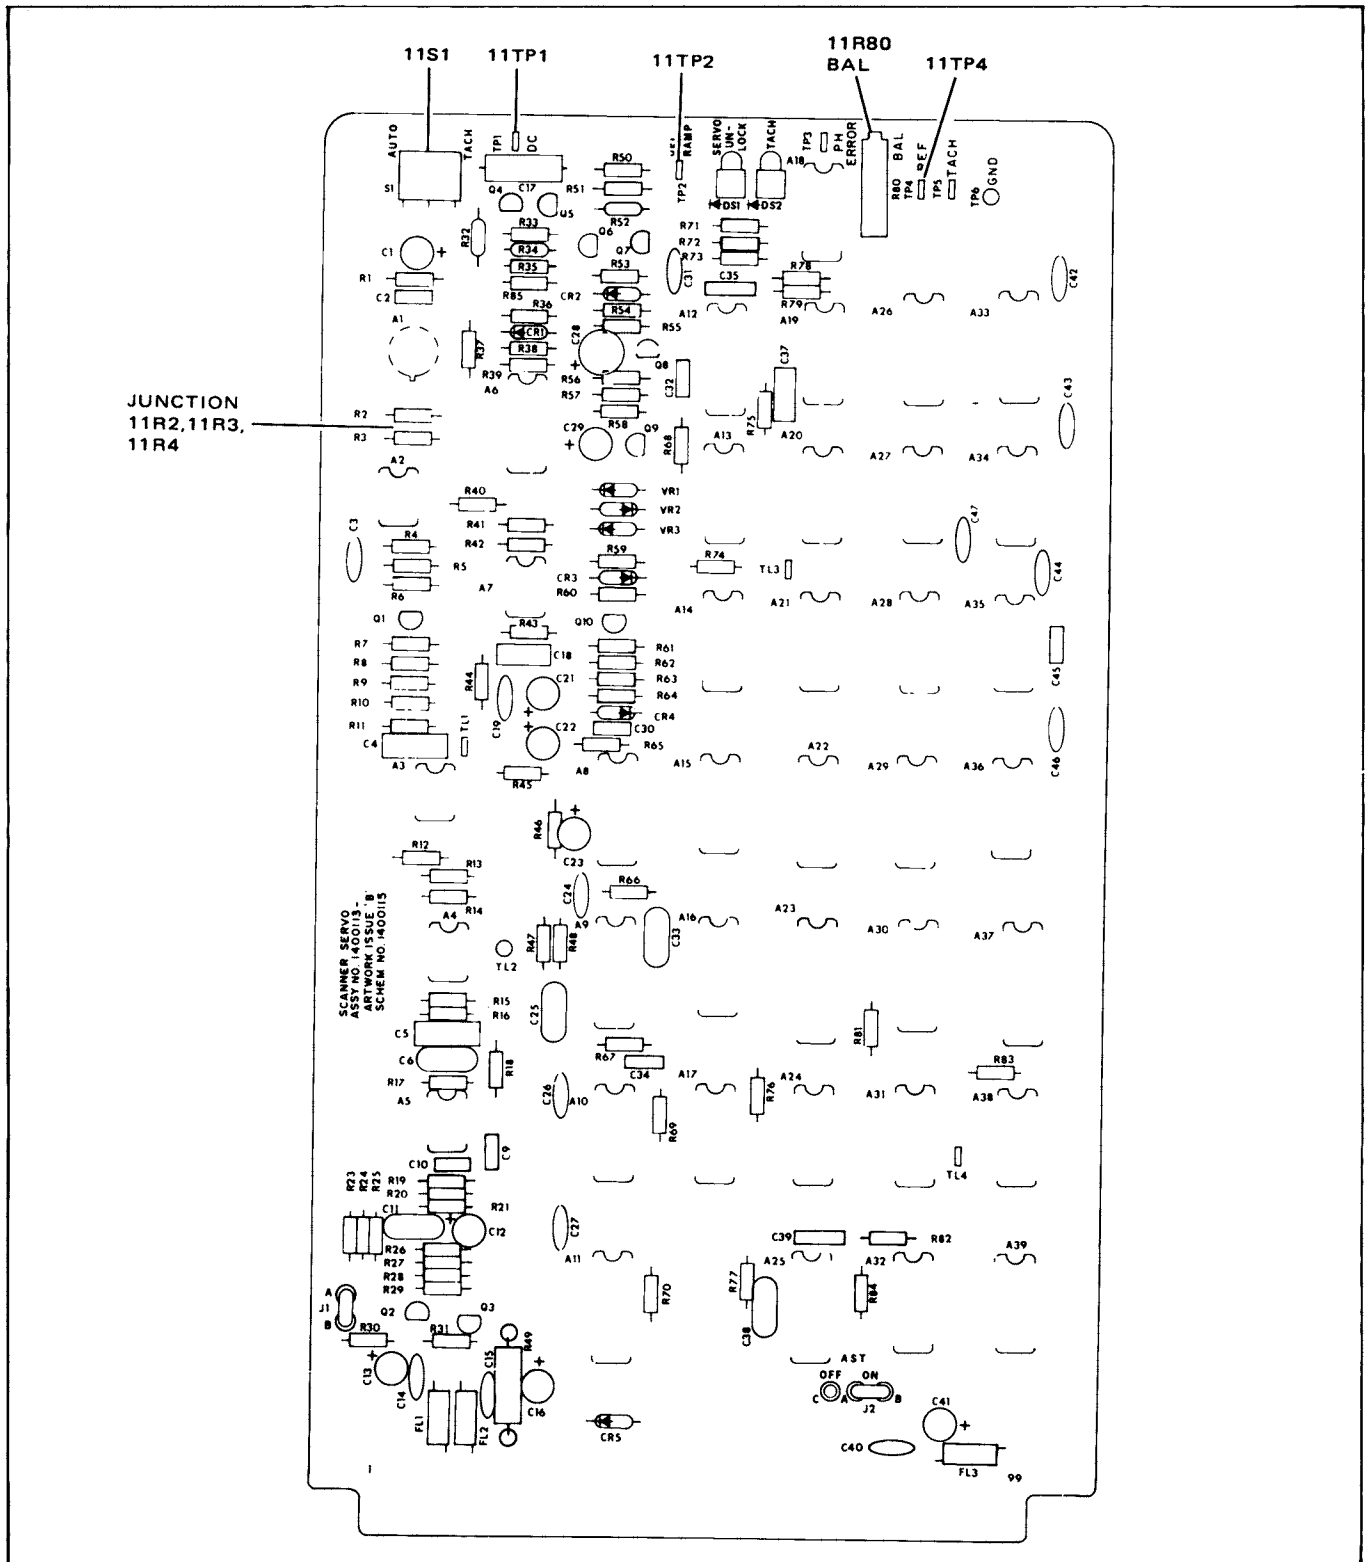 11S1
11TP1
11TP2
11R80
BAL
11TP4
AUTO
TACH
S1
TP1
DC
C17
R50
R51
R52
RAMP
TP2
SERVO
UN-
LOCK
TACH
DS1
DS2
TP3
PH
ERROR
A18
BAL
R80
REF
TP4
TACH
TP5
GND
TP6
Q4
Q5
Q6
Q7
C1
+
R32
R33
R34
R35
R85
R36
CR1
R38
R39
A6
R1
C2
A1
R37
R53
CR2
R54
R55
C28
+
C31
R71
R72
R73
C35
A12
R78
R79
A19
A26
A33
C42
Q8
R56
R57
R58
C32
C37
R75
A20
C43
JUNCTION
11R2,11R3,
11R4
R2
R3
A2
C29
+
Q9
R68
A13
A27
A34
R40
R41
R42
VR1
VR2
VR3
C3
R4
R5
R6
A7
R59
CR3
R60
R74
TL3
C47
C44
A14
A21
A28
A35
Q1
R43
Q10
R7
R8
R9
R10
R11
C4
TL1
A3
R44
C18
C19
C21
+
+
C22
R45
R61
R62
R63
R64
CR4
C30
R65
A8
A15
A22
A29
A36
C45
C46
R46
+
C23
R12
R13
R14
A4
C24
R66
A9
C33
A16
A23
A30
A37
SCANNER SERVO
ASSY NO. 1400113-
ARTWORK ISSUE 'B'
SCHEM NO. 1400115
TL2
R47
R48
R15
R16
C5
C6
R17
A5
R18
C25
C26
A10
R67
C34
A17
R69
R76
A24
R81
A31
R83
A38
C10
C9
R23
R24
R25
R19
R20
R21
C11
+
C12
R26
R27
R28
R29
C27
A11
TL4
C39
R82
A25
A32
A39
A
J1
B
Q2
Q3
R30
R31
R70
R77
C38
R84
+
C13
C14
C15
R49
+
C16
FL1
FL2
CR5
AST
OFF
ON
C
A
B
J2
C41
+
C40
FL3
1
99